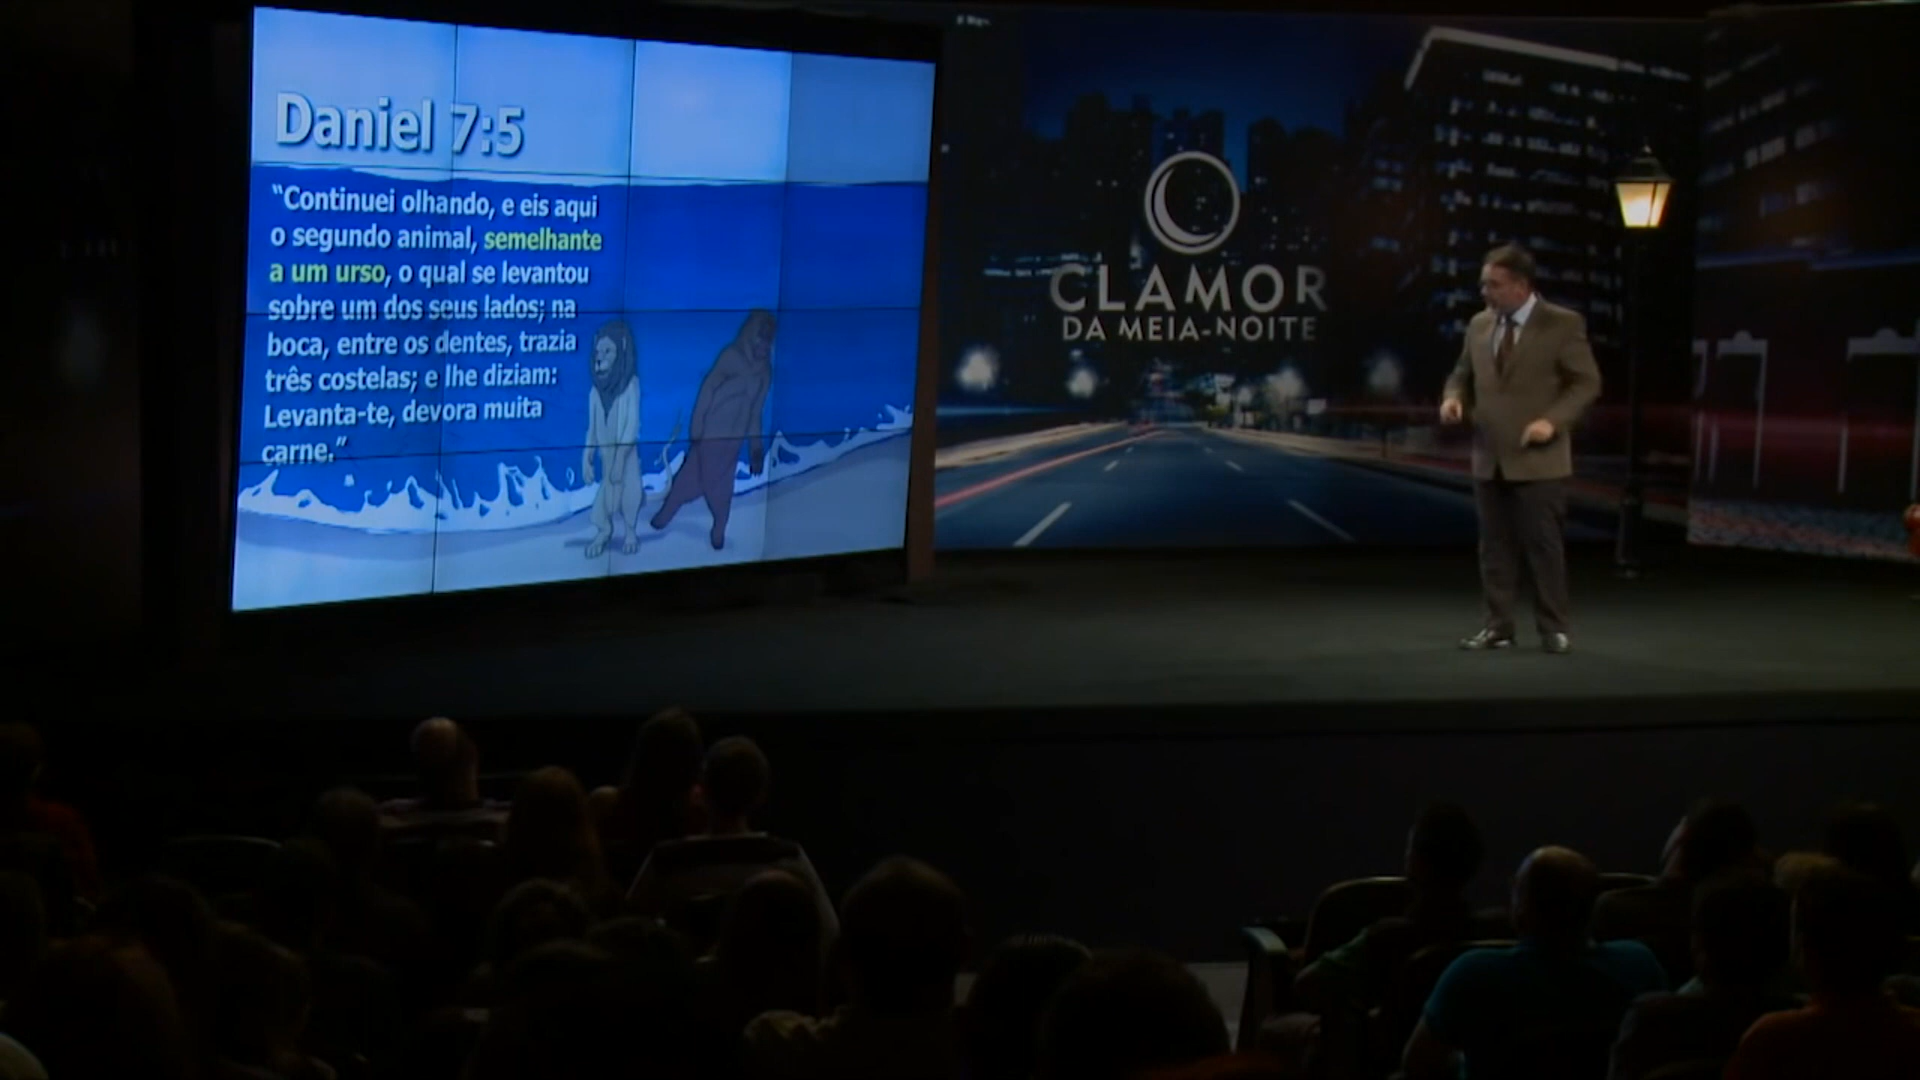 Daniel 7:5
"Continuei olhando, e eis aqui
o segundo animal, semelhante
a um urso, o qual se levantou
sobre um dos seus lados; na
boca, entre os dentes, trazia
três costelas; e lhe diziam:
Levanta-te, devora muita
carne."
CLAMOR
DA MEIA-NOITE